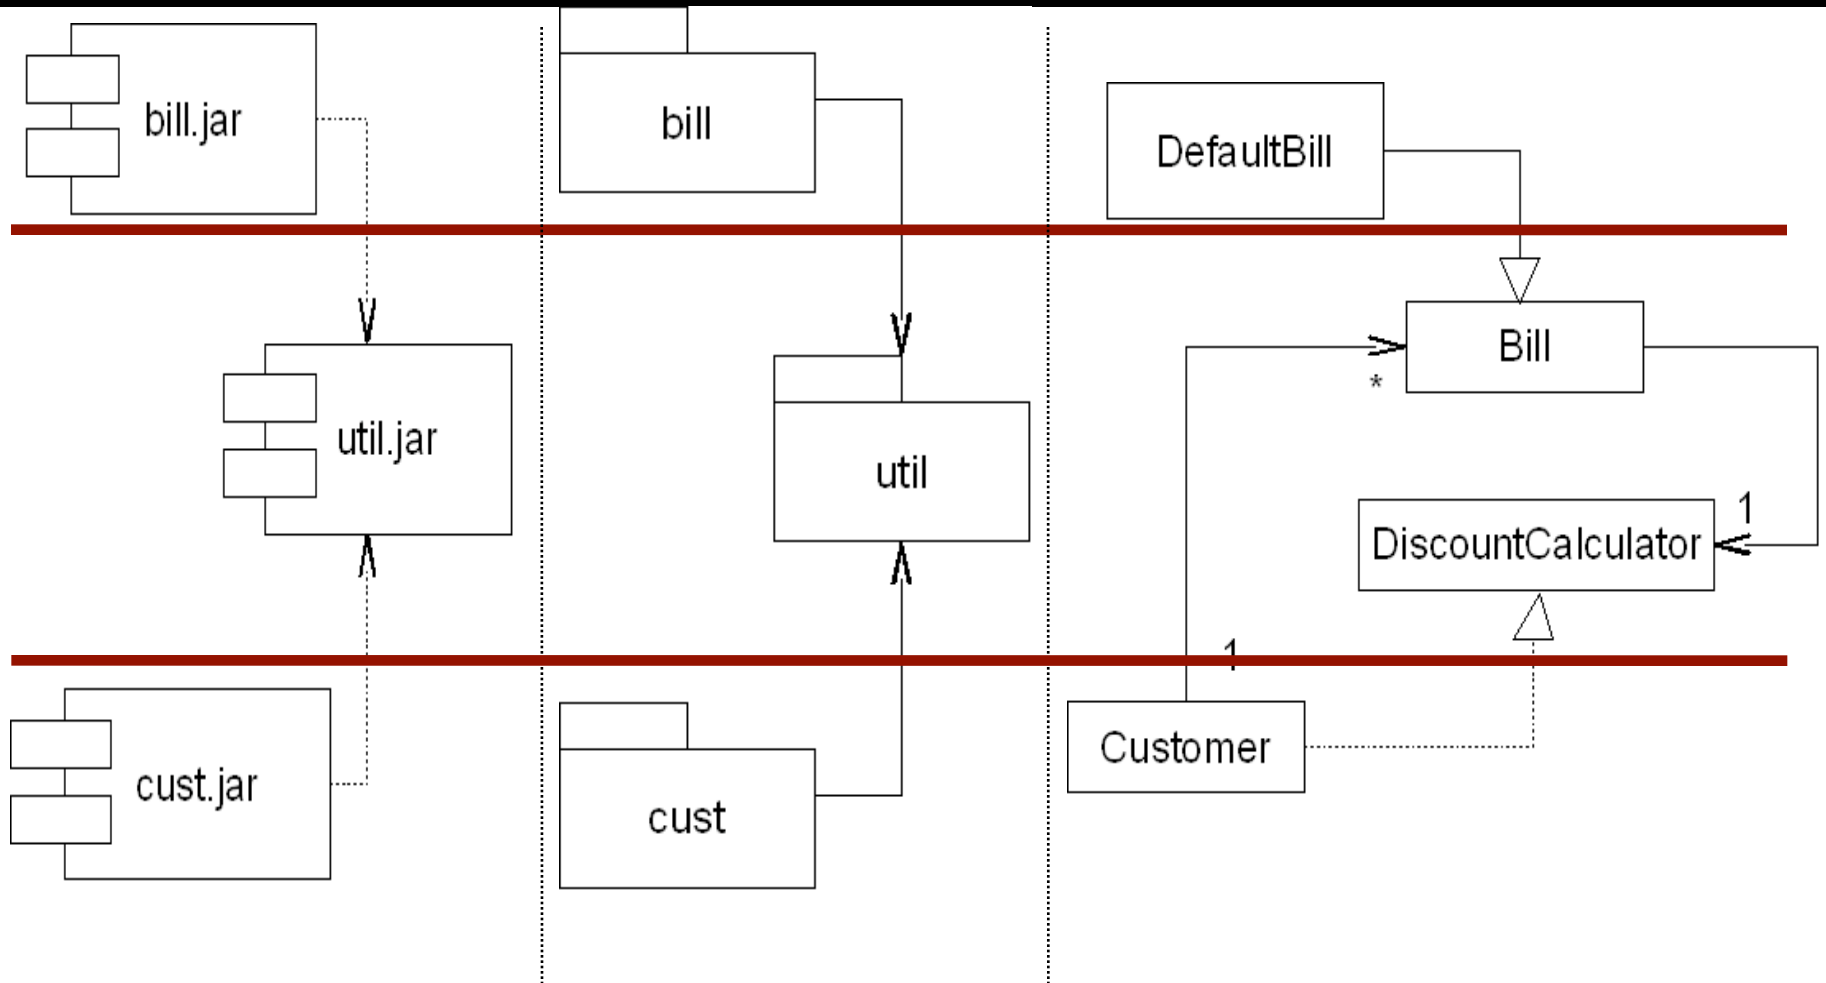 bill.jar
bill
DefaultBill
Bill
*
util.jar
util
1
DiscountCalculator
1
cust.jar
cust
Customer